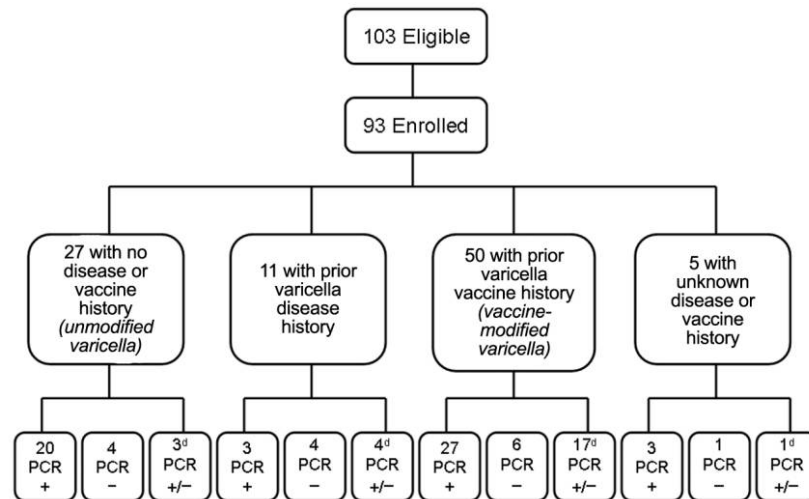 103 Eligible
93 Enrolled
27 with no
disease or
vaccine
history
(unmodified
varicella)
11 with prior
varicella
disease
history
50 with prior
varicella
vaccine history
(vaccine-
modified
varicella)
5 with
unknown
disease or
vaccine
history
20
PCR
+
4
PCR
–
3ᵈ
PCR
+/–
3
PCR
+
4
PCR
–
4ᵈ
PCR
+/–
27
PCR
+
6
PCR
–
17ᵈ
PCR
+/–
3
PCR
+
1
PCR
–
1ᵈ
PCR
+/–